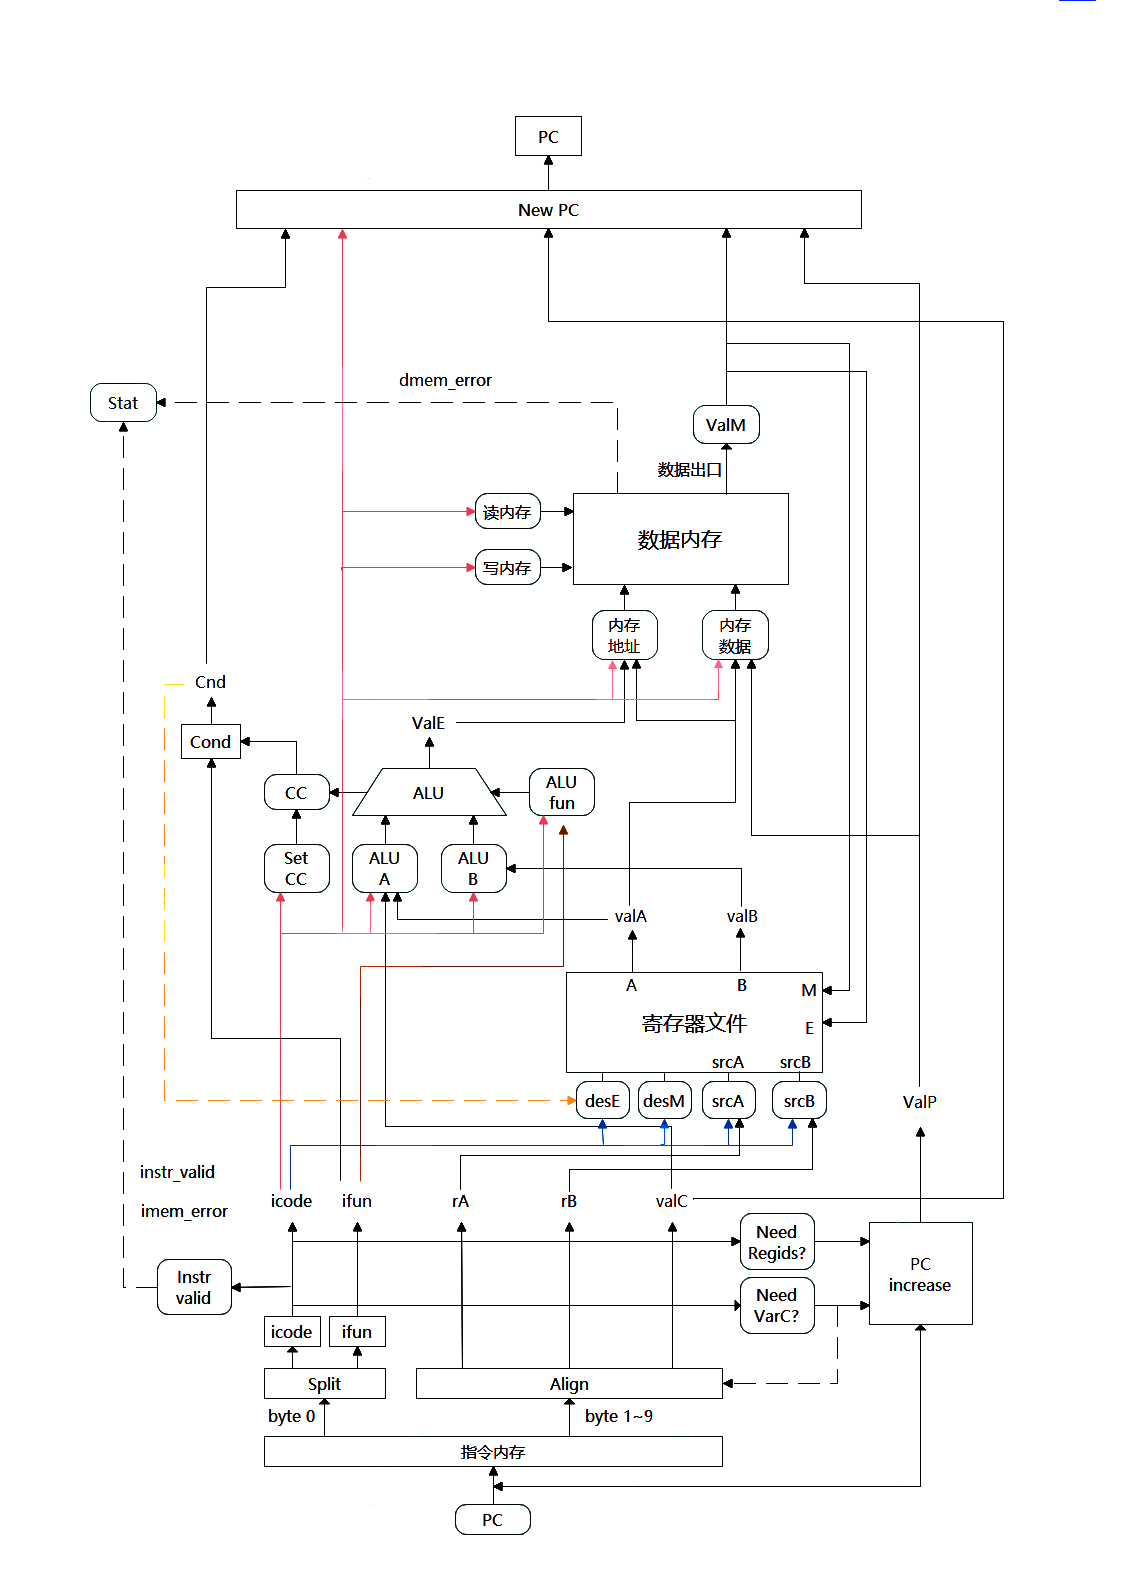 PC
New PC
dmem_error
Stat
ValM
数据出口
读内存
数据内存
写内存
内存
地址
内存
数据
Cnd
ValE
Cond
CC
ALU
ALU
fun
Set
CC
ALU
A
ALU
B
valA
valB
A
B
M
寄存器文件
E
srcA
srcB
desE
desM
srcA
srcB
ValP
instr_valid
icode
ifun
rA
rB
valC
imem_error
Need
Regids?
Instr
valid
PC
increase
Need
VarC?
icode
ifun
Split
Align
byte 0
byte 1~9
指令内存
PC